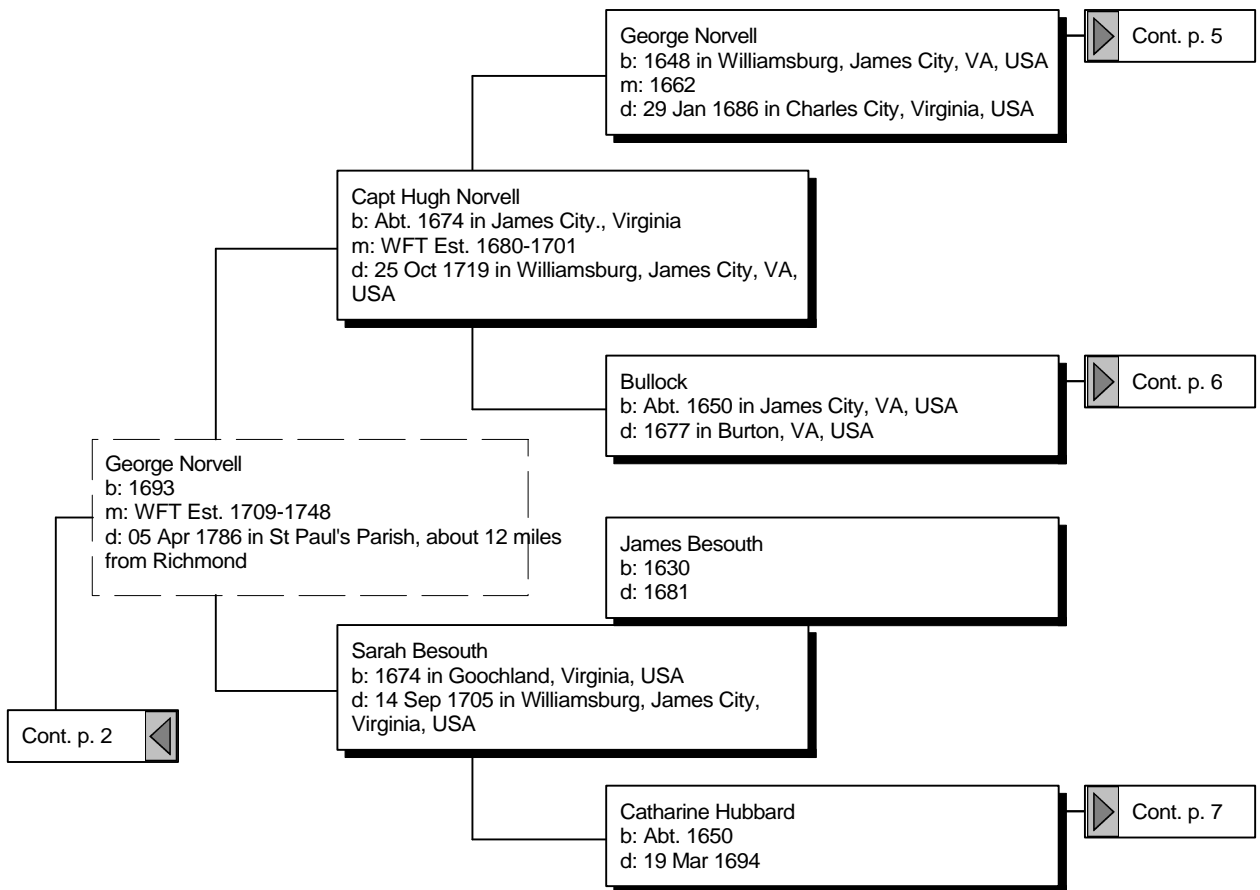 George Norvell
b: 1648 in Williamsburg, James City, VA, USA
m: 1662
d: 29 Jan 1686 in Charles City, Virginia, USA
Cont. p. 5
Capt Hugh Norvell
b: Abt. 1674 in James City., Virginia
m: WFT Est. 1680-1701
d: 25 Oct 1719 in Williamsburg, James City, VA,
USA
Bullock
b: Abt. 1650 in James City, VA, USA
d: 1677 in Burton, VA, USA
Cont. p. 6
George Norvell
b: 1693
m: WFT Est. 1709-1748
d: 05 Apr 1786 in St Paul's Parish, about 12 miles
from Richmond
James Besouth
b: 1630
d: 1681
Sarah Besouth
b: 1674 in Goochland, Virginia, USA
d: 14 Sep 1705 in Williamsburg, James City,
Virginia, USA
Cont. p. 2
Catharine Hubbard
b: Abt. 1650
d: 19 Mar 1694
Cont. p. 7